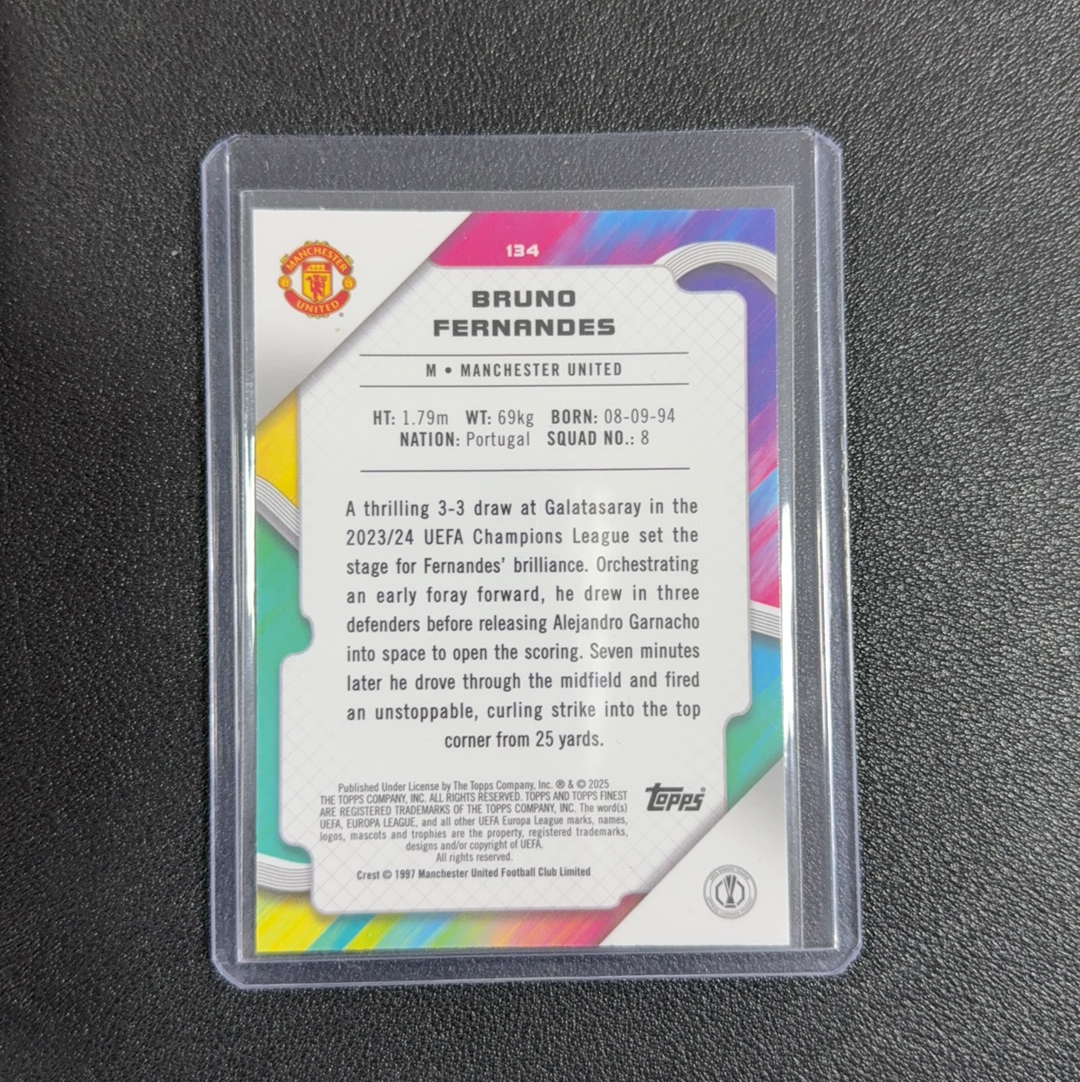 134
MANCHESTER
UNITED
BRUNO
FERNANDES
M • MANCHESTER UNITED
HT: 1.79m WT: 69kg BORN: 08-09-94
NATION: Portugal SQUAD NO.: 8
A thrilling 3-3 draw at Galatasaray in the
2023/24 UEFA Champions League set the
stage for Fernandes’ brilliance. Orchestrating
an early foray forward, he drew in three
defenders before releasing Alejandro Garnacho
into space to open the scoring. Seven minutes
later he drove through the midfield and fired
an unstoppable, curling strike into the top
corner from 25 yards.
Published Under License by The Topps Company, Inc. ® & © 2025
THE TOPPS COMPANY, INC. ALL RIGHTS RESERVED. TOPPS AND TOPPS FINEST
ARE REGISTERED TRADEMARKS OF THE TOPPS COMPANY, INC. The word(s)
UEFA, EUROPA LEAGUE, and all other UEFA Europa League marks, names,
logos, mascots and trophies are the property, registered trademarks,
designs and/or copyright of UEFA.
All rights reserved.
Crest © 1997 Manchester United Football Club Limited
Topps®